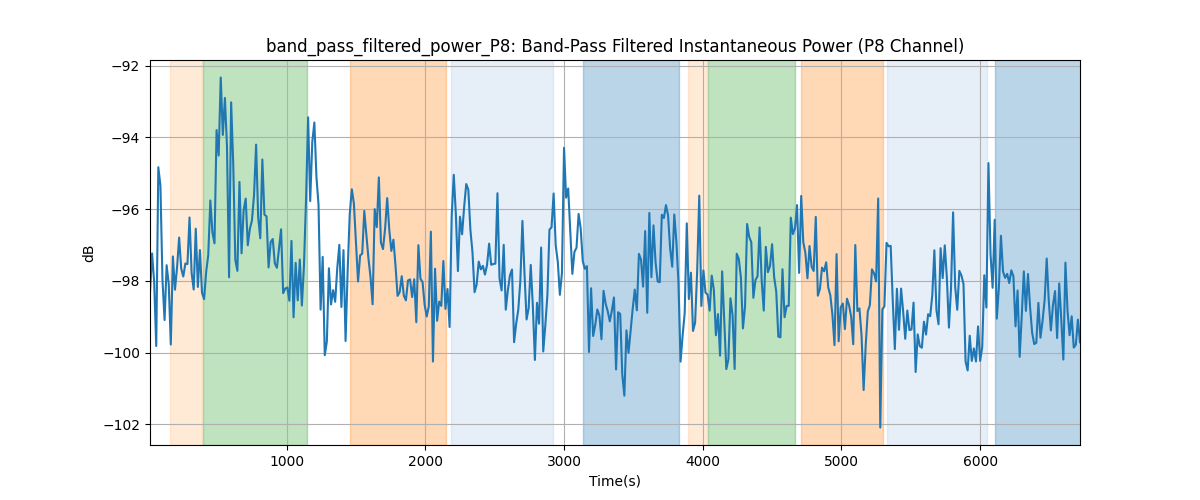 band_pass_filtered_power_P8: Band-Pass Filtered Instantaneous Power (P8 Channel)
−92
−94
−96
−98
−100
−102
dB
1000 2000 3000 4000 5000 6000
Time(s)